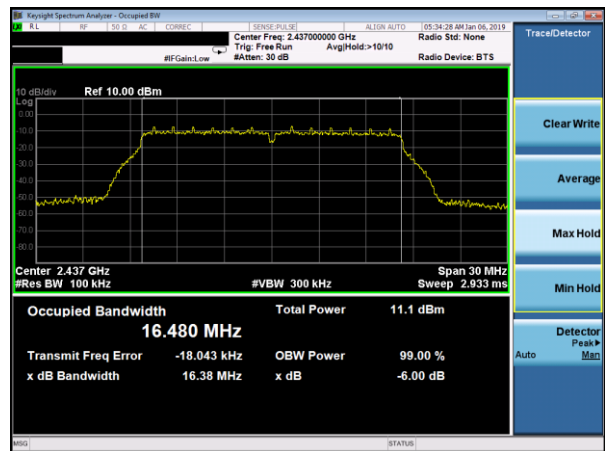 Keysight Spectrum Analyzer - Occupied BW
RL RF 50 Ω AC CORREC SENSE:PULSE ALIGN AUTO 05:34:28 AM Jan 06, 2019
Center Freq: 2.437000000 GHz Radio Std: None
Trig: Free Run Avg|Hold:>10/10
#IFGain:Low #Atten: 30 dB Radio Device: BTS
Trace/Detector
10 dB/div Ref 10.00 dBm
Log
0.00
-10.0
-20.0
-30.0
-40.0
-50.0
-60.0
-70.0
-80.0
Center 2.437 GHz Span 30 MHz
#Res BW 100 kHz #VBW 300 kHz Sweep 2.933 ms
Occupied Bandwidth Total Power 11.1 dBm
16.480 MHz
Transmit Freq Error -18.043 kHz OBW Power 99.00 %
x dB Bandwidth 16.38 MHz x dB -6.00 dB
Clear Write
Average
Max Hold
Min Hold
Detector
Peak▶
Auto Man
MSG STATUS